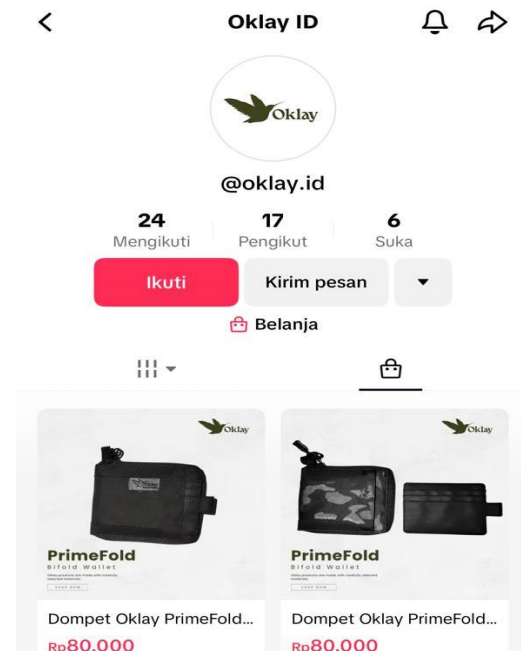 Oklay ID
Oklay
@oklay.id
24 17 6
Mengikuti Pengikut Suka
Ikuti Kirim pesan
Belanja
Oklay Oklay
PrimeFold PrimeFold
Bifold Wallet Bifold Wallet
Dompet Oklay PrimeFold... Dompet Oklay PrimeFold...
Rp80.000 Rp80.000